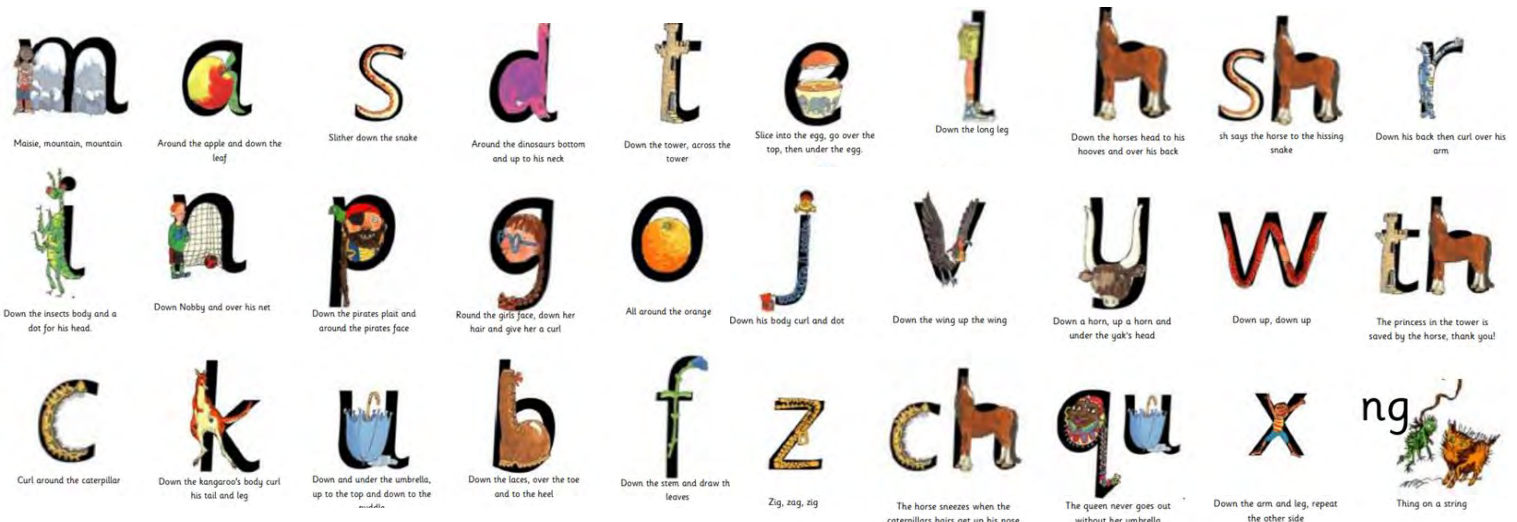 m
Maisie, mountain, mountain
a
Around the apple and down the
leaf
s
Slither down the snake
d
Around the dinosaurs bottom
and up to his neck
t
Down the tower, across the
tower
e
Slice into the egg, go over the
top, then under the egg.
l
Down the long leg
h
Down the horses head to his
hooves and over his back
sh
sh says the horse to the hissing
snake
r
Down his back then curl over his
arm
i
Down the insects body and a
dot for his head.
n
Down Nobby and over his net
p
Down the pirates plait and
around the pirates face
g
Round the girls face, down her
hair and give her a curl
o
All around the orange
j
Down his body curl and dot
v
Down the wing up the wing
y
Down a horn, up a horn and
under the yak's head
w
Down up, down up
th
The princess in the tower is
saved by the horse, thank you!
c
Curl around the caterpillar
k
Down the kangaroo's body curl
his tail and leg
u
Down and under the umbrella,
up to the top and down to the
b
Down the laces, over the toe
and to the heel
f
Down the stem and draw th
leaves
z
Zig, zag, zig
ch
The horse sneezes when the
caterpillars hairs get up his nose
qu
The queen never goes out
without her umbrella
x
Down the arm and leg, repeat
the other side
ng
Thing on a string